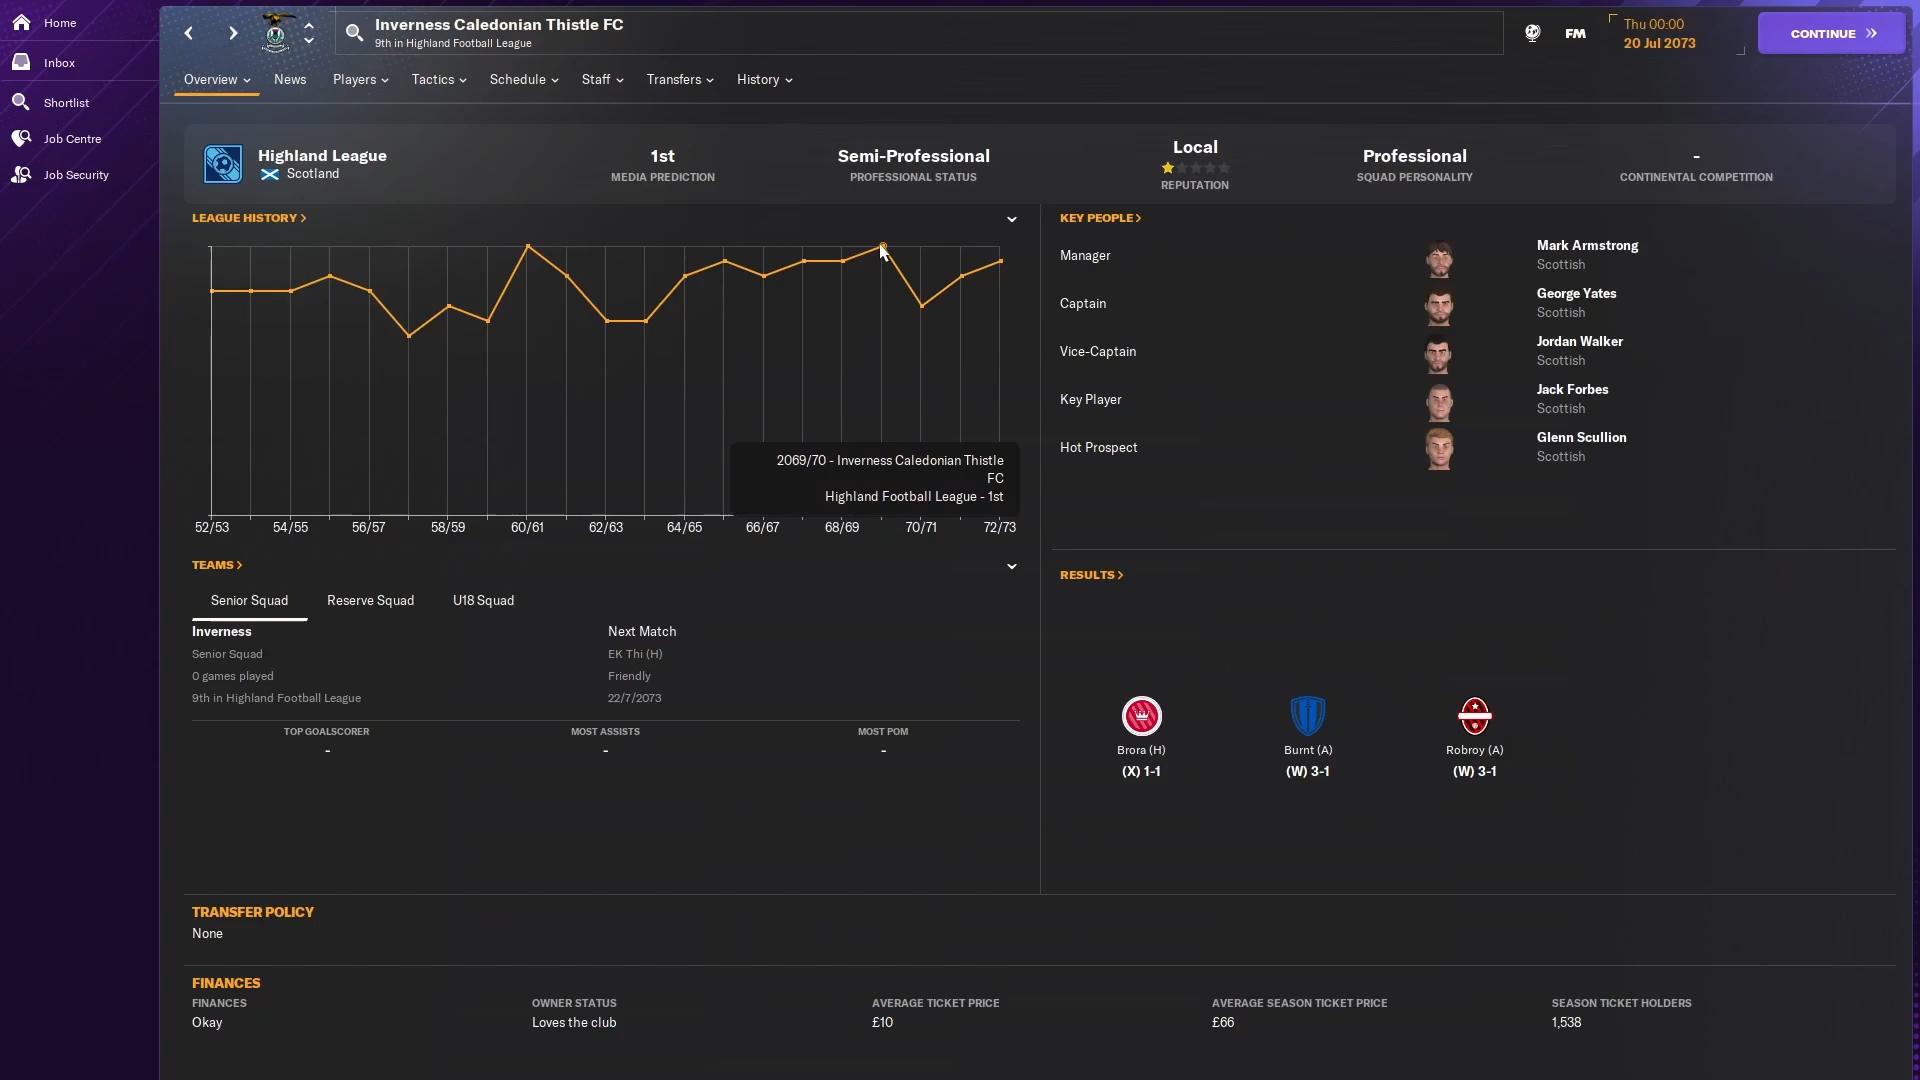 Home
Inbox
Shortlist
Job Centre
Job Security
Inverness Caledonian Thistle FC
9th in Highland Football League
FM
Thu 00:00
20 Jul 2073
CONTINUE
Overview
News
Players
Tactics
Schedule
Staff
Transfers
History
Highland League
Scotland
1st
MEDIA PREDICTION
Semi-Professional
PROFESSIONAL STATUS
Local
REPUTATION
Professional
SQUAD PERSONALITY
-
CONTINENTAL COMPETITION
LEAGUE HISTORY >
2069/70 - Inverness Caledonian Thistle
FC
Highland Football League - 1st
52/53 54/55 56/57 58/59 60/61 62/63 64/65 66/67 68/69 70/71 72/73
KEY PEOPLE >
Manager
Mark Armstrong
Scottish
Captain
George Yates
Scottish
Vice-Captain
Jordan Walker
Scottish
Key Player
Jack Forbes
Scottish
Hot Prospect
Glenn Scullion
Scottish
TEAMS >
Senior Squad
Reserve Squad
U18 Squad
Inverness
Senior Squad
0 games played
9th in Highland Football League
Next Match
EK Thi (H)
Friendly
22/7/2073
TOP GOALSCORER
-
MOST ASSISTS
-
MOST POM
-
RESULTS >
Brora (H)
(X) 1-1
Burnt (A)
(W) 3-1
Robroy (A)
(W) 3-1
TRANSFER POLICY
None
FINANCES
FINANCES
Okay
OWNER STATUS
Loves the club
AVERAGE TICKET PRICE
£10
AVERAGE SEASON TICKET PRICE
£66
SEASON TICKET HOLDERS
1,538